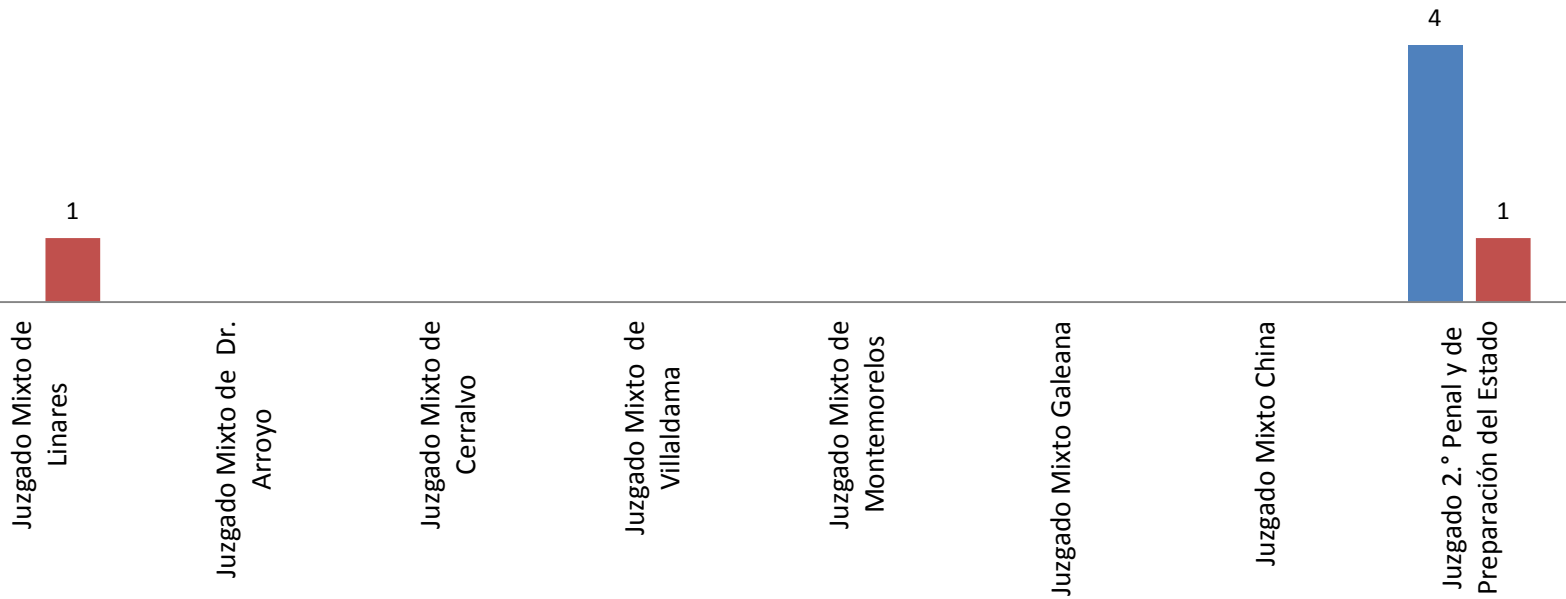 4
1
1
Juzgado Mixto de
Linares
Juzgado Mixto de  Dr.
Arroyo
Juzgado Mixto de
Cerralvo
Juzgado Mixto  de
Villaldama
Juzgado Mixto de
Montemorelos
Juzgado Mixto Galeana
Juzgado Mixto China
Juzgado 2.° Penal y de
Preparación del Estado